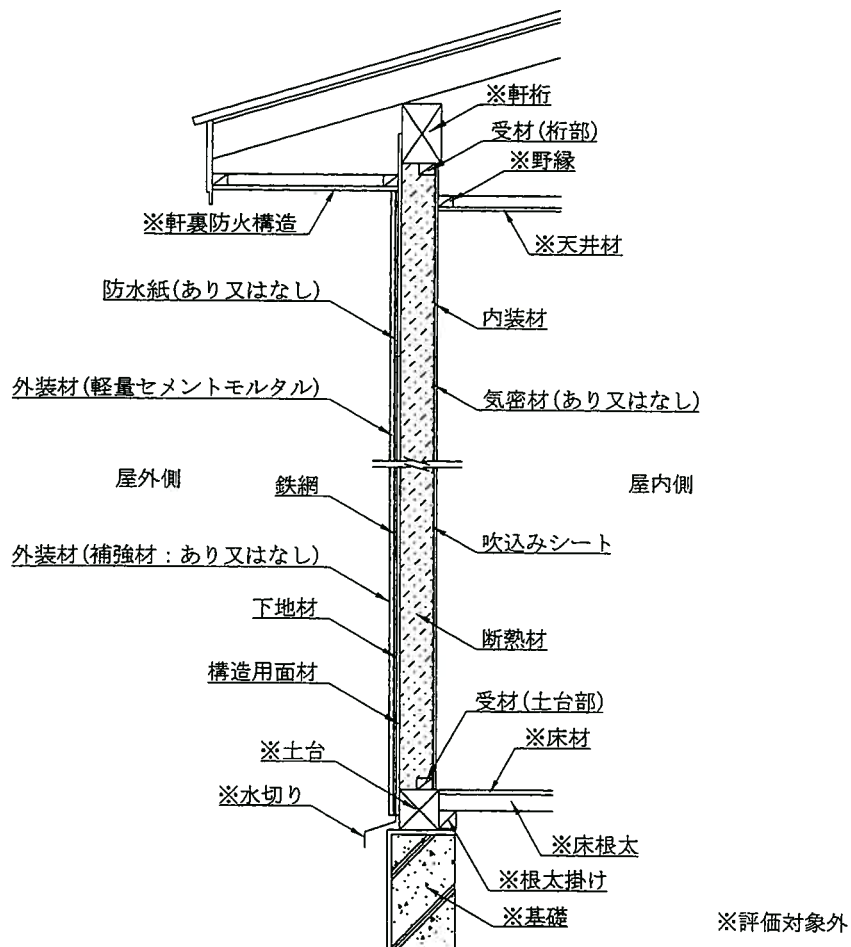 ※軒桁
受材(桁部)
※野縁
※軒裏防火構造
※天井材
防水紙(あり又はなし)
内装材
外装材(軽量セメントモルタル)
気密材(あり又はなし)
屋外側
鉄網
屋内側
外装材(補強材：あり又はなし)
吹込みシート
下地材
断熱材
構造用面材
受材(土台部)
※土台
※床材
※水切り
※床根太
※根太掛け
※基礎
※評価対象外